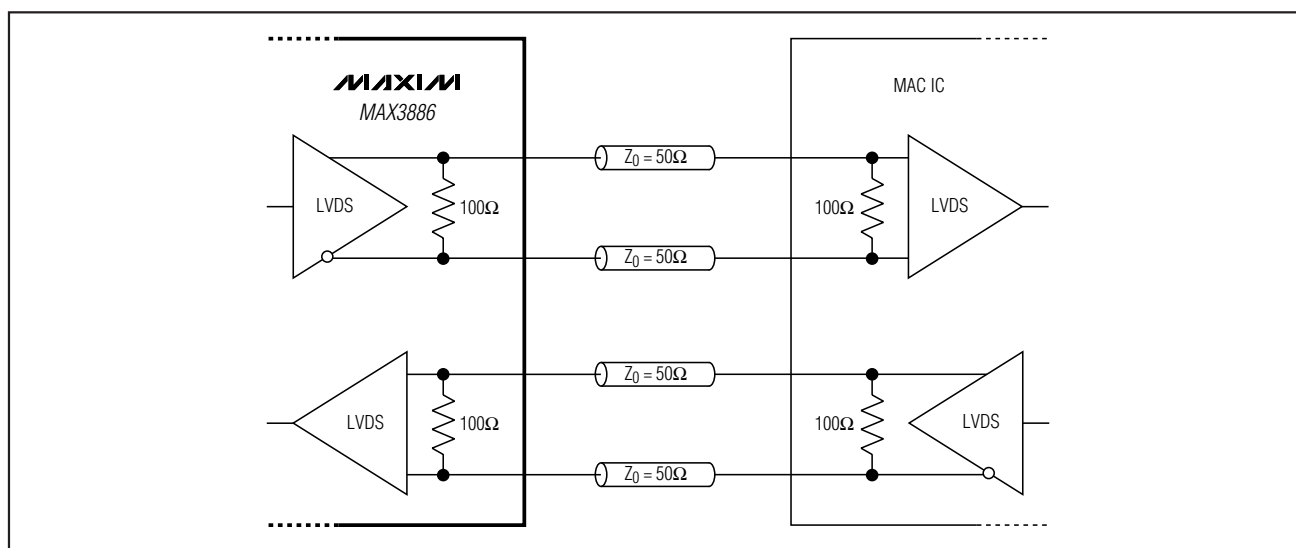 MAXIM
MAX3886
MAC IC
Z0 = 50Ω
LVDS
100Ω
100Ω
LVDS
Z0 = 50Ω
Z0 = 50Ω
LVDS
100Ω
100Ω
LVDS
Z0 = 50Ω